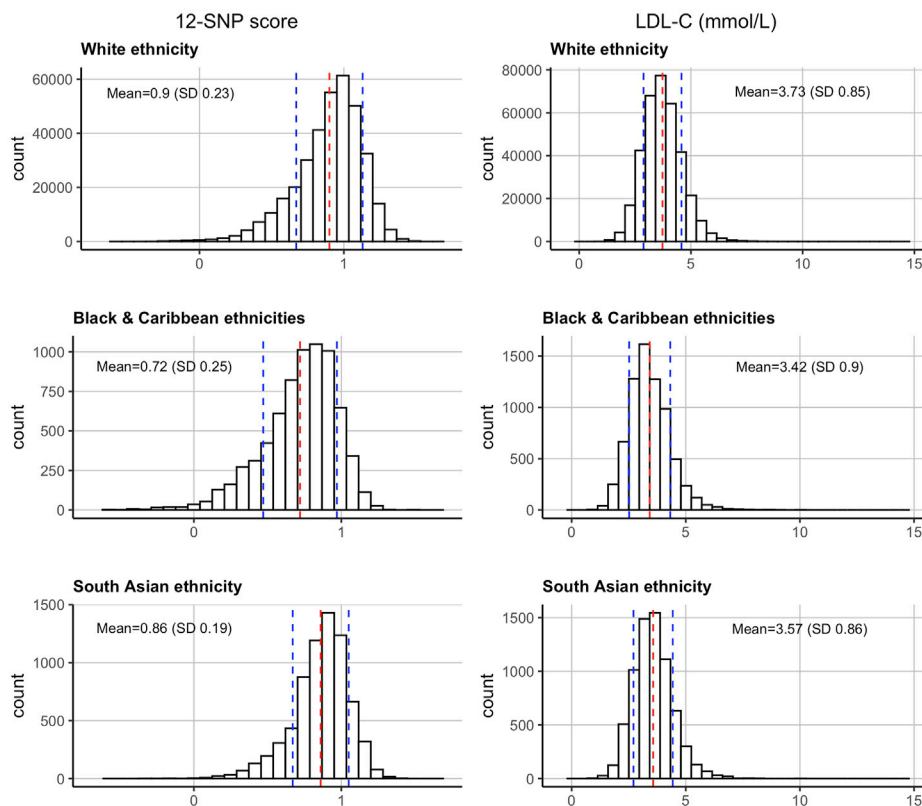 12-SNP score
LDL-C (mmol/L)
White ethnicity
White ethnicity
60000
40000
20000
0
count
Mean=0.9 (SD 0.23)
0 1
80000
60000
40000
20000
0
count
Mean=3.73 (SD 0.85)
0 5 10 15
Black & Caribbean ethnicities
Black & Caribbean ethnicities
1000
750
500
250
0
count
Mean=0.72 (SD 0.25)
0 1
1500
1000
500
0
count
Mean=3.42 (SD 0.9)
0 5 10 15
South Asian ethnicity
South Asian ethnicity
1500
1000
500
0
count
Mean=0.86 (SD 0.19)
0 1
1500
1000
500
0
count
Mean=3.57 (SD 0.86)
0 5 10 15